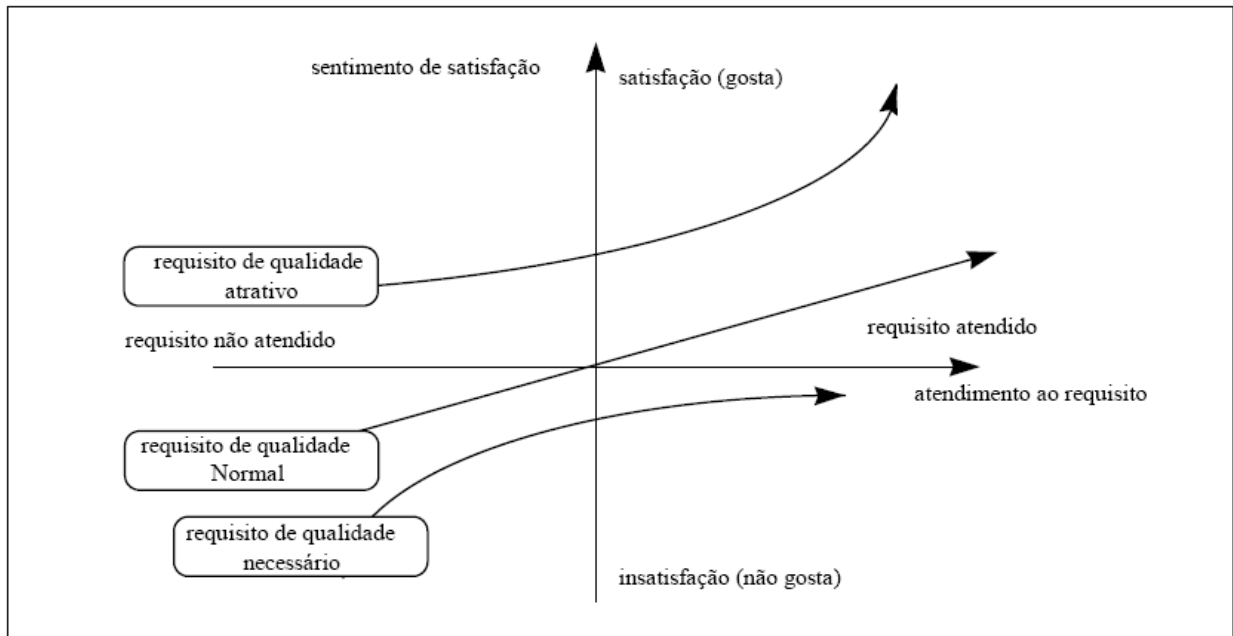 sentimento de satisfação
satisfação (gosta)
requisito de qualidade
atrativo
requisito não atendido
requisito atendido
atendimento ao requisito
requisito de qualidade
Normal
requisito de qualidade
necessário
insatisfação (não gosta)